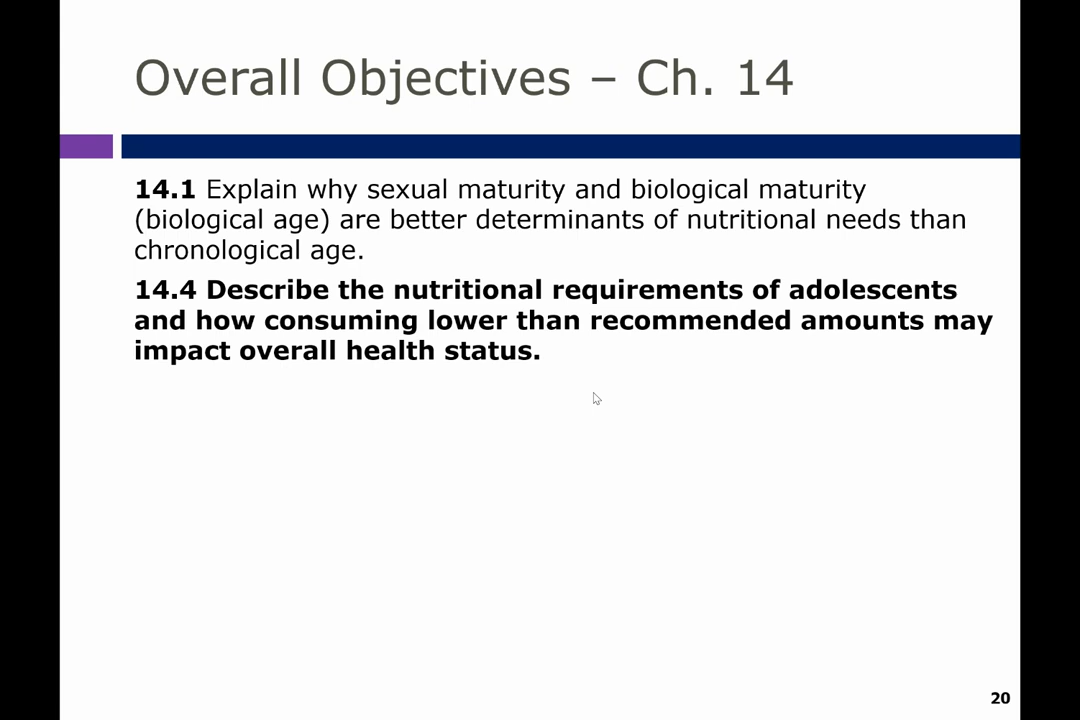 Overall Objectives – Ch. 14
14.1 Explain why sexual maturity and biological maturity
(biological age) are better determinants of nutritional needs than
chronological age.
14.4 Describe the nutritional requirements of adolescents
and how consuming lower than recommended amounts may
impact overall health status.
20